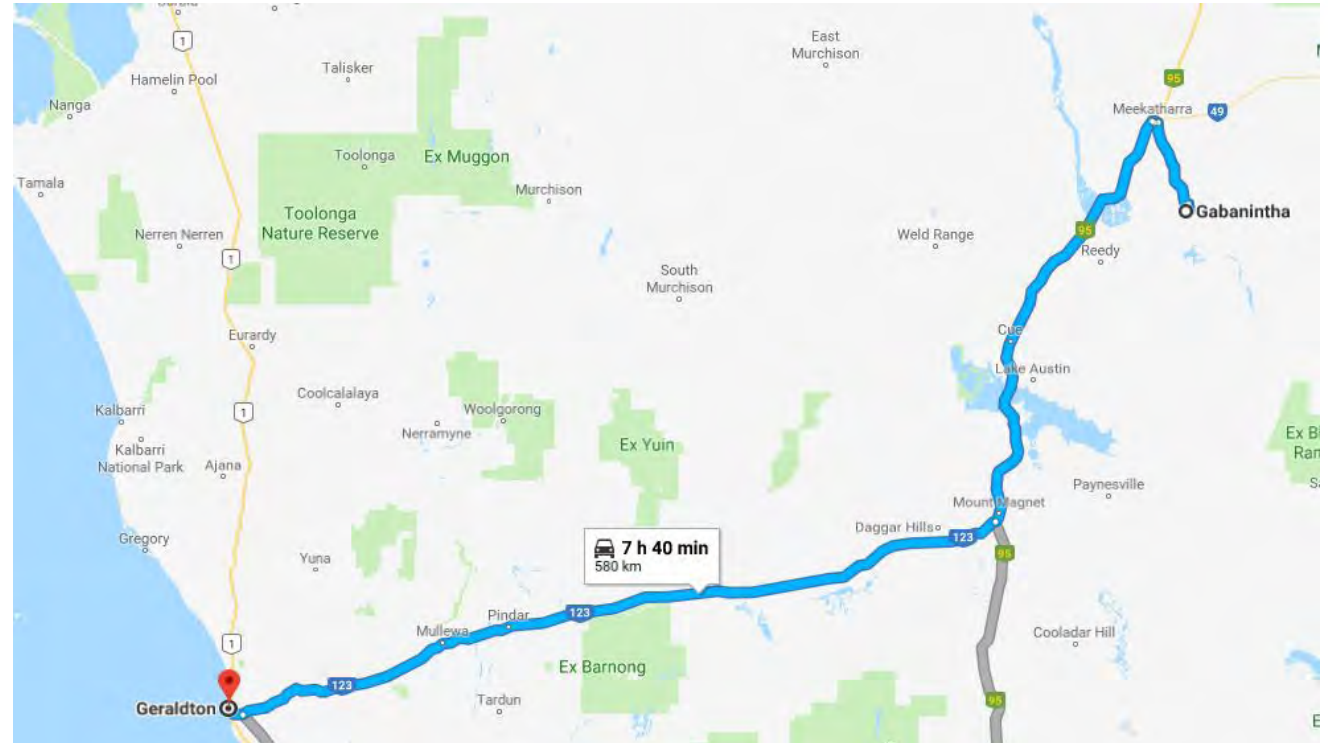 1
East
Murchison
Talisker
Hamelin Pool
95
Nanga
Meekatharra
49
Toolonga
Ex Muggon
Tamala
Murchison
Toolonga
Nature Reserve
Gabanintha
Nerren Nerren
Weld Range
95
Reedy
1
South
Murchison
Eurardy
Cue
Lake Austin
Coolcalalaya
Kalbarri
1
Woolgorong
Nerramyne
Ex Yuin
Kalbarri
National Park
Ajana
Paynesville
Mount Magnet
Daggar Hills
123
Gregory
7 h 40 min
580 km
95
Yuna
Pindar
123
Mullewa
Cooladar Hill
1
Ex Barnong
123
Tardun
95
Geraldton